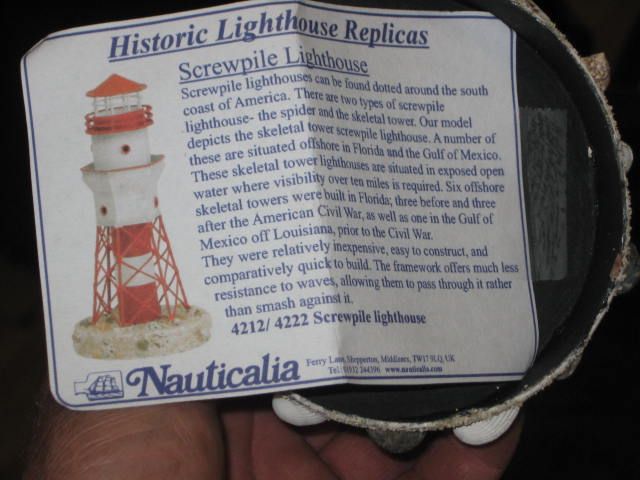 Historic Lighthouse Replicas
Screwpile Lighthouse
Screwpile lighthouses can be found dotted around the south
coast of America. There are two types of screwpile
lighthouse- the spider and the skeletal tower. Our model
depicts the skeletal tower screwpile lighthouse. A number of
these are situated offshore in Florida and the Gulf of Mexico.
These skeletal tower lighthouses are situated in exposed open
water where visibility over ten miles is required. Six offshore
skeletal towers were built in Florida; three before and three
after the American Civil War, as well as one in the Gulf of
Mexico off Louisiana, prior to the Civil War.
They were relatively inexpensive, easy to construct, and
comparatively quick to build. The framework offers much less
resistance to waves, allowing them to pass through it rather
than smash against it.
4212/ 4222 Screwpile lighthouse
Nauticalia
Ferry Lane, Shepperton, Middlesex, TW17 9LQ, UK
Tel: 01932 244396 www.nauticalia.com